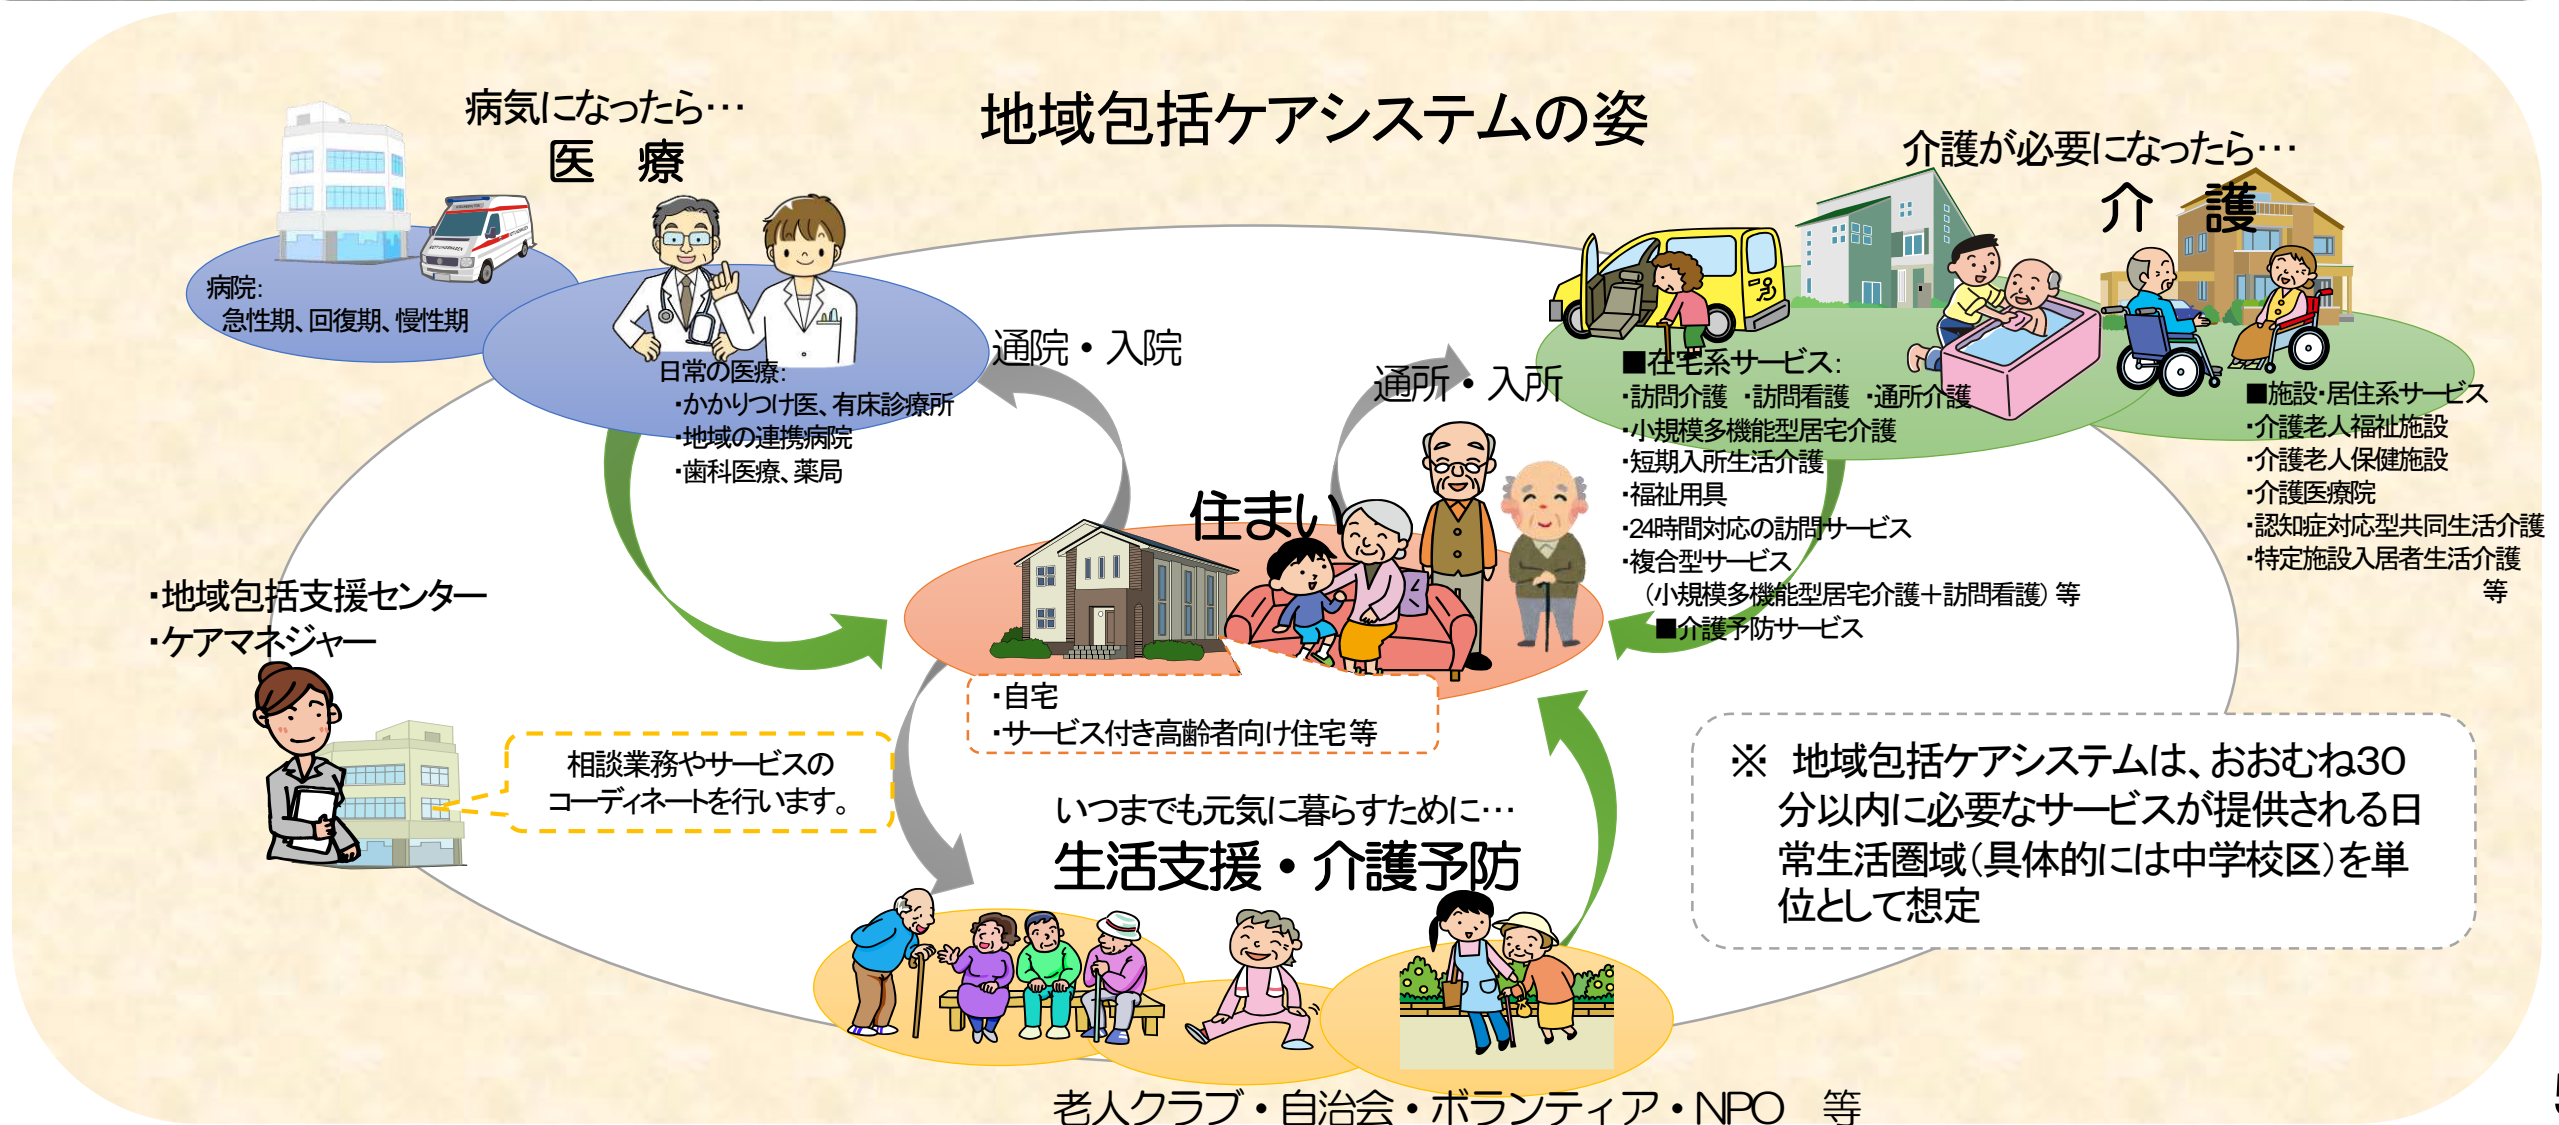 地域包括ケアシステムの姿
病気になったら…
医 療
病院:
急性期、回復期、慢性期
日常の医療:
・かかりつけ医、有床診療所
・地域の連携病院
・歯科医療、薬局
通院・入院
通所・入所
介護が必要になったら…
介 護
■在宅系サービス:
・訪問介護 ・訪問看護 ・通所介護
・小規模多機能型居宅介護
・短期入所生活介護
・福祉用具
・24時間対応の訪問サービス
・複合型サービス
（小規模多機能型居宅介護＋訪問看護） 等
■介護予防サービス
■施設・居住系サービス
・介護老人福祉施設
・介護老人保健施設
・介護医療院
・認知症対応型共同生活介護
・特定施設入居者生活介護
等
住まい
・自宅
・サービス付き高齢者向け住宅 等
・地域包括支援センター
・ケアマネジャー
相談業務やサービスの
コーディネートを行います。
いつまでも元気に暮らすために…
生活支援・介護予防
老人クラブ・自治会・ボランティア・NPO 等
※ 地域包括ケアシステムは、おおむね30
分以内に必要なサービスが提供される日
常生活圏域（具体的には中学校区）を単
位として想定